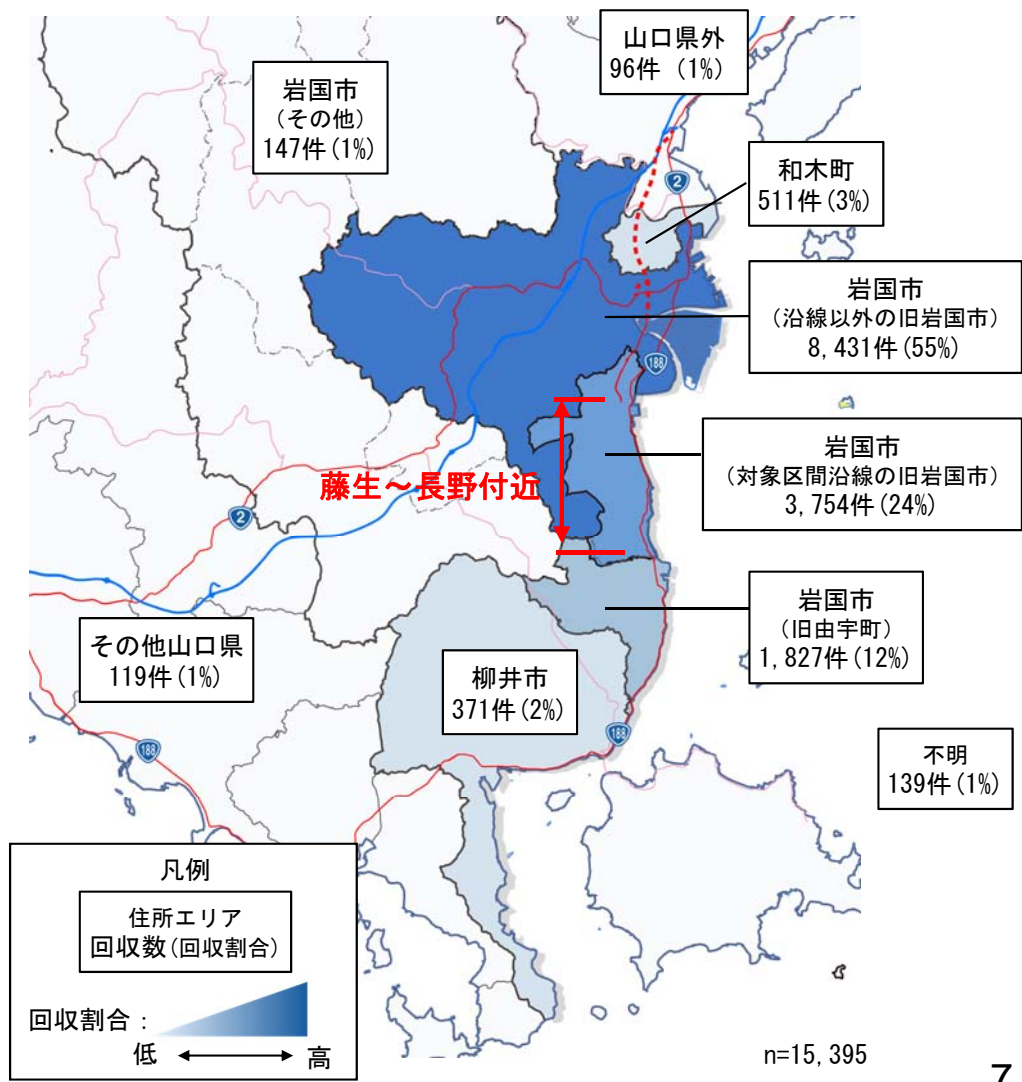 山口県外
96件 (1%)
岩国市
(その他)
147件(1%)
2
和木町
511件(3%)
岩国市
(沿線以外の旧岩国市)
8,431件(55%)
188
岩国市
(対象区間沿線の旧岩国市)
3,754件(24%)
藤生～長野付近
2
岩国市
(旧由宇町)
1,827件(12%)
その他山口県
119件(1%)
柳井市
371件(2%)
188
188
不明
139件(1%)
凡例
住所エリア
回収数(回収割合)
回収割合：
低 高
n=15,395
7